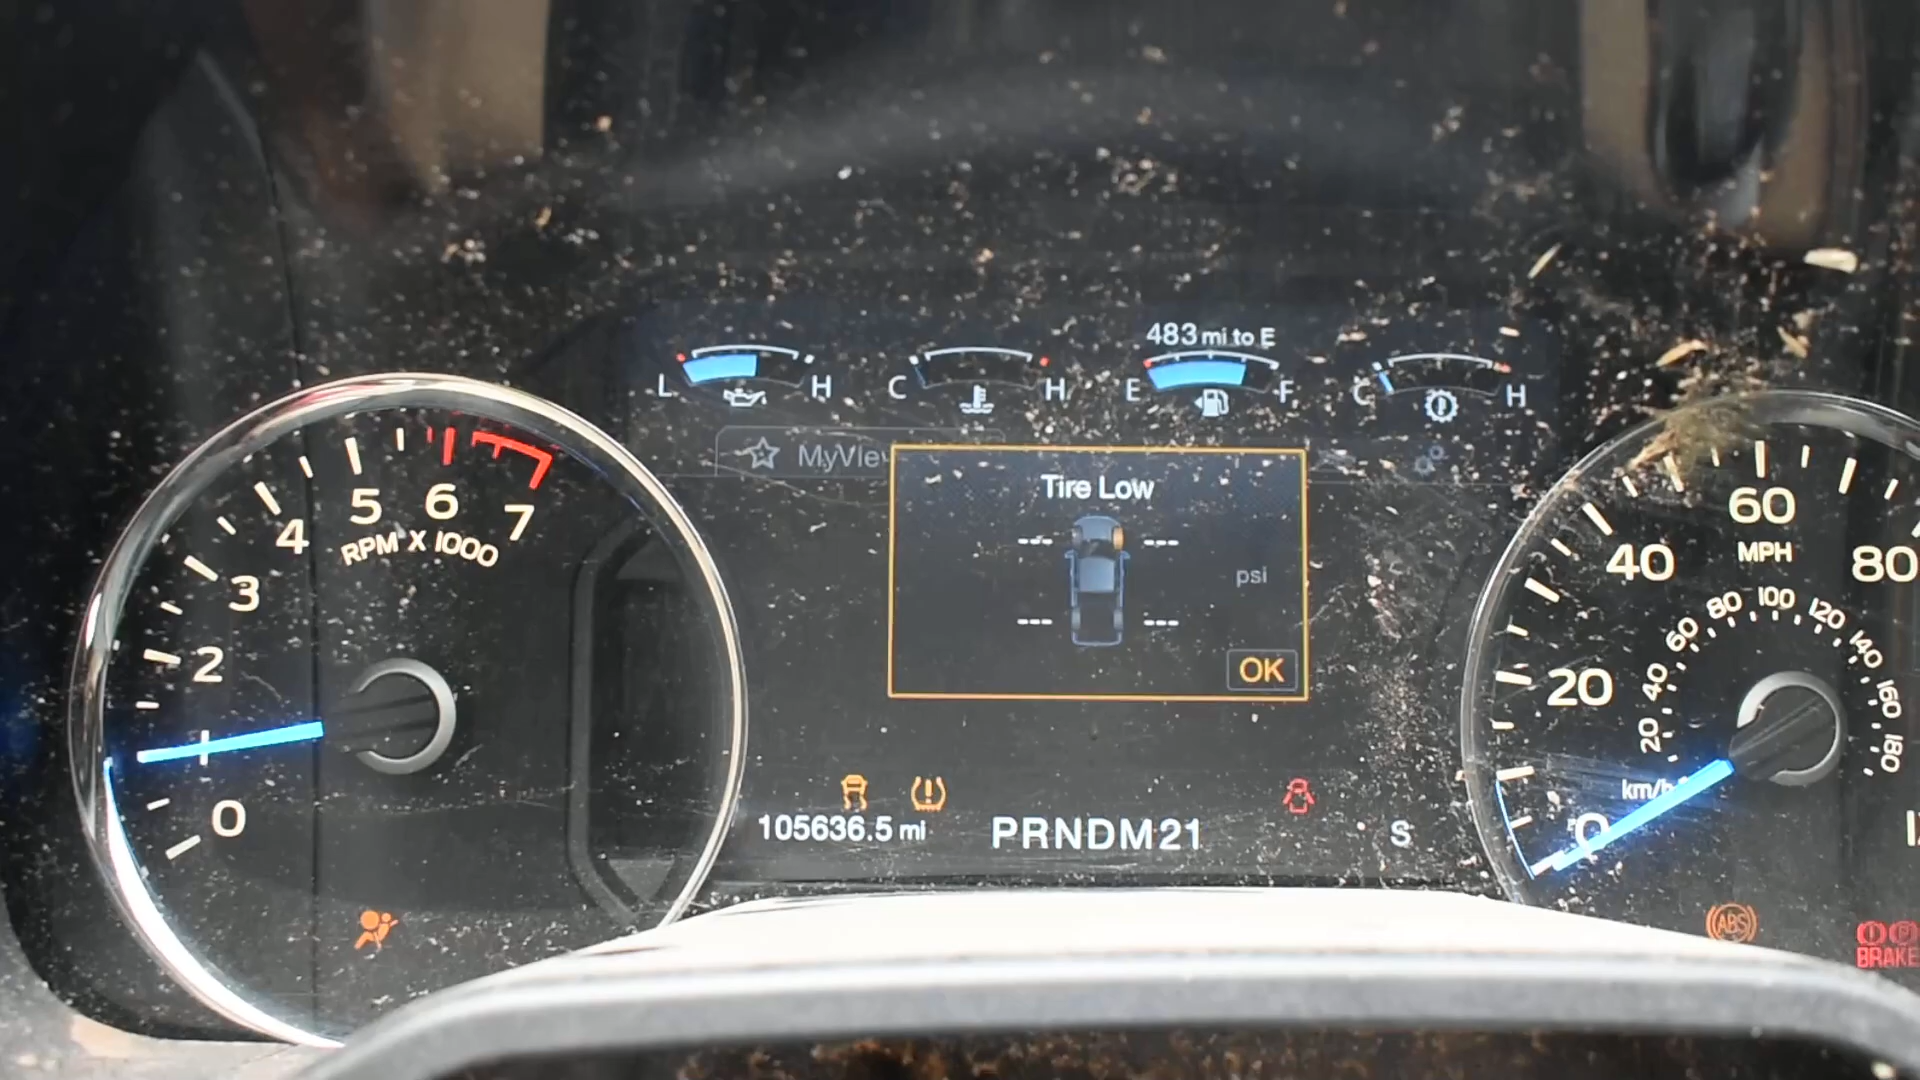 483 mi to E
L H C H E F C H
MyVie
Tire Low
--- ---
psi
--- ---
OK
0 2 3 4 5 6 7
RPM X 1000
0 20 40 60 80
MPH
20 40 60 80 100 120 140 160 180
km/h
105636.5 mi
PRNDM21
S
ABS
BRAKE